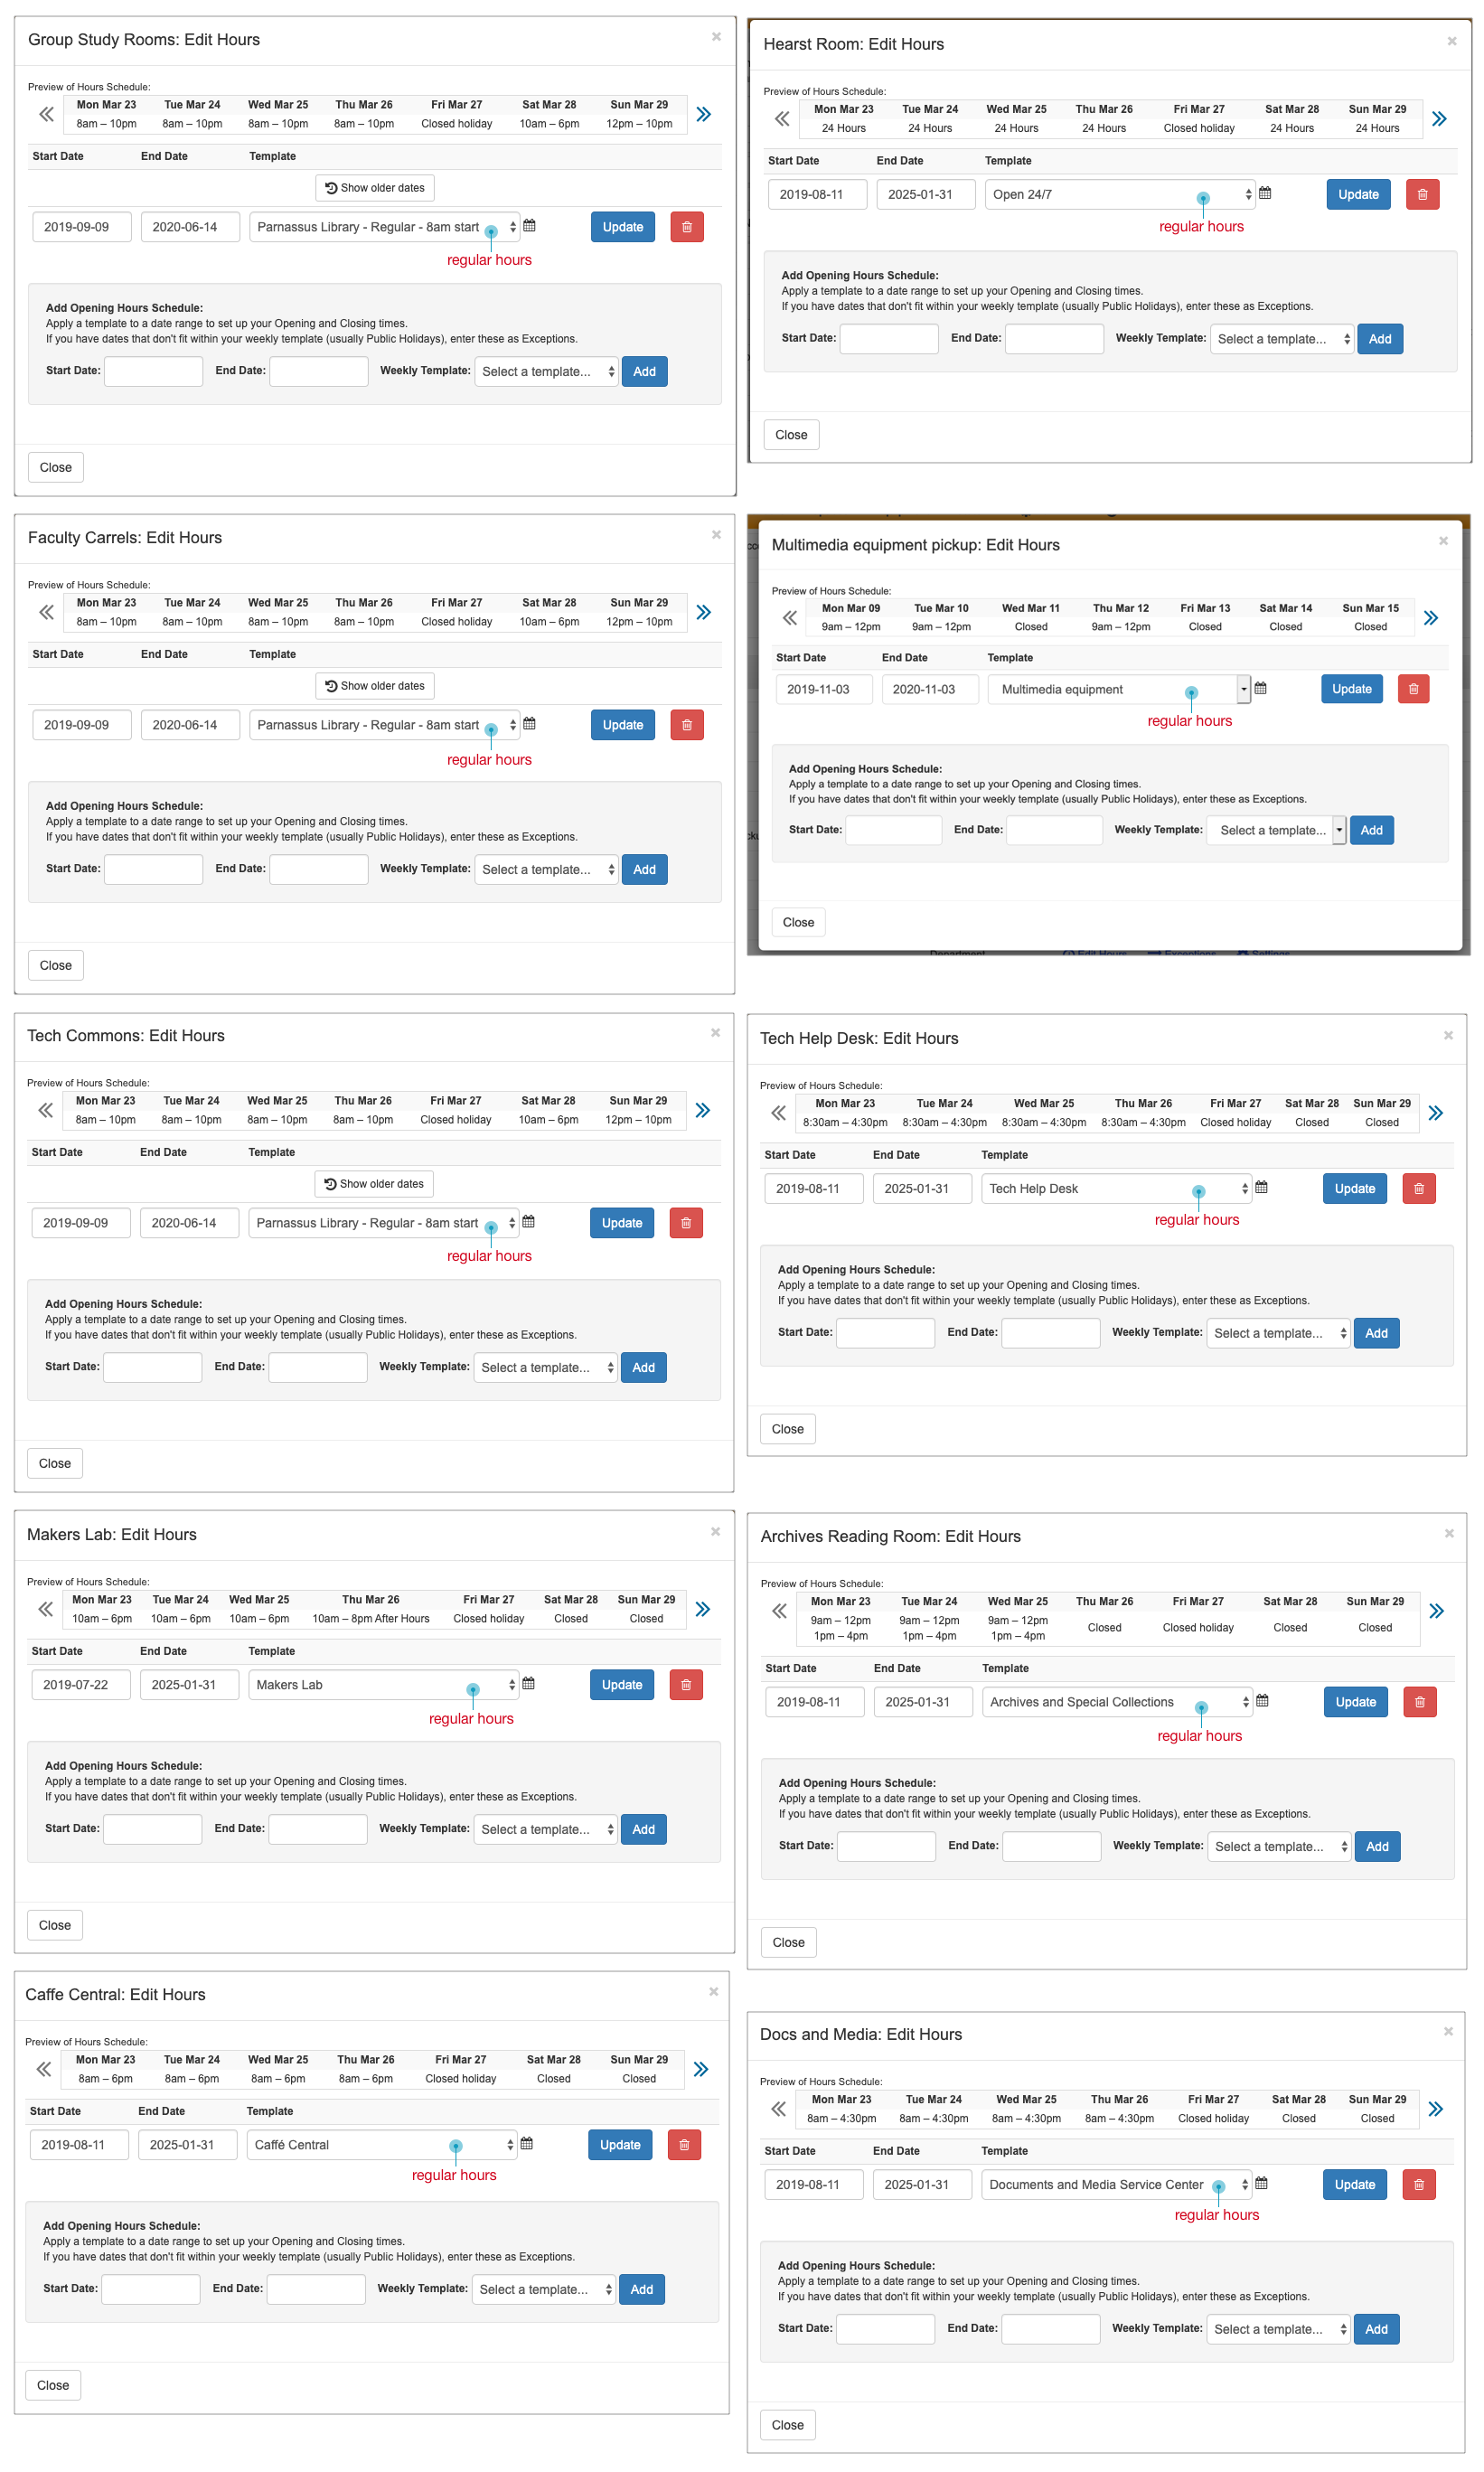 Group Study Rooms: Edit Hours
×
Preview of Hours Schedule:
Mon Mar 23 Tue Mar 24 Wed Mar 25 Thu Mar 26 Fri Mar 27 Sat Mar 28 Sun Mar 29
8am – 10pm 8am – 10pm 8am – 10pm 8am – 10pm Closed holiday 10am – 6pm 12pm – 10pm
Start Date End Date Template
Show older dates
2019-09-09 2020-06-14 Parnassus Library - Regular - 8am start Update
regular hours
Add Opening Hours Schedule:
Apply a template to a date range to set up your Opening and Closing times.
If you have dates that don't fit within your weekly template (usually Public Holidays), enter these as Exceptions.
Start Date: End Date: Weekly Template: Select a template... Add
Close
Hearst Room: Edit Hours
×
Preview of Hours Schedule:
Mon Mar 23 Tue Mar 24 Wed Mar 25 Thu Mar 26 Fri Mar 27 Sat Mar 28 Sun Mar 29
24 Hours 24 Hours 24 Hours 24 Hours Closed holiday 24 Hours 24 Hours
Start Date End Date Template
2019-08-11 2025-01-31 Open 24/7 Update
regular hours
Add Opening Hours Schedule:
Apply a template to a date range to set up your Opening and Closing times.
If you have dates that don't fit within your weekly template (usually Public Holidays), enter these as Exceptions.
Start Date: End Date: Weekly Template: Select a template... Add
Close
Faculty Carrels: Edit Hours
×
Preview of Hours Schedule:
Mon Mar 23 Tue Mar 24 Wed Mar 25 Thu Mar 26 Fri Mar 27 Sat Mar 28 Sun Mar 29
8am – 10pm 8am – 10pm 8am – 10pm 8am – 10pm Closed holiday 10am – 6pm 12pm – 10pm
Start Date End Date Template
Show older dates
2019-09-09 2020-06-14 Parnassus Library - Regular - 8am start Update
regular hours
Add Opening Hours Schedule:
Apply a template to a date range to set up your Opening and Closing times.
If you have dates that don't fit within your weekly template (usually Public Holidays), enter these as Exceptions.
Start Date: End Date: Weekly Template: Select a template... Add
Close
Multimedia equipment pickup: Edit Hours
×
Preview of Hours Schedule:
Mon Mar 09 Tue Mar 10 Wed Mar 11 Thu Mar 12 Fri Mar 13 Sat Mar 14 Sun Mar 15
9am – 12pm 9am – 12pm Closed 9am – 12pm Closed Closed Closed
Start Date End Date Template
2019-11-03 2020-11-03 Multimedia equipment Update
regular hours
Add Opening Hours Schedule:
Apply a template to a date range to set up your Opening and Closing times.
If you have dates that don't fit within your weekly template (usually Public Holidays), enter these as Exceptions.
Start Date: End Date: Weekly Template: Select a template... Add
Close
Department Edit Hours Exceptions Settings
Tech Commons: Edit Hours
×
Preview of Hours Schedule:
Mon Mar 23 Tue Mar 24 Wed Mar 25 Thu Mar 26 Fri Mar 27 Sat Mar 28 Sun Mar 29
8am – 10pm 8am – 10pm 8am – 10pm 8am – 10pm Closed holiday 10am – 6pm 12pm – 10pm
Start Date End Date Template
Show older dates
2019-09-09 2020-06-14 Parnassus Library - Regular - 8am start Update
regular hours
Add Opening Hours Schedule:
Apply a template to a date range to set up your Opening and Closing times.
If you have dates that don't fit within your weekly template (usually Public Holidays), enter these as Exceptions.
Start Date: End Date: Weekly Template: Select a template... Add
Close
Tech Help Desk: Edit Hours
×
Preview of Hours Schedule:
Mon Mar 23 Tue Mar 24 Wed Mar 25 Thu Mar 26 Fri Mar 27 Sat Mar 28 Sun Mar 29
8:30am – 4:30pm 8:30am – 4:30pm 8:30am – 4:30pm 8:30am – 4:30pm Closed holiday Closed Closed
Start Date End Date Template
2019-08-11 2025-01-31 Tech Help Desk Update
regular hours
Add Opening Hours Schedule:
Apply a template to a date range to set up your Opening and Closing times.
If you have dates that don't fit within your weekly template (usually Public Holidays), enter these as Exceptions.
Start Date: End Date: Weekly Template: Select a template... Add
Close
Makers Lab: Edit Hours
×
Preview of Hours Schedule:
Mon Mar 23 Tue Mar 24 Wed Mar 25 Thu Mar 26 Fri Mar 27 Sat Mar 28 Sun Mar 29
10am – 6pm 10am – 6pm 10am – 6pm 10am – 8pm After Hours Closed holiday Closed Closed
Start Date End Date Template
2019-07-22 2025-01-31 Makers Lab Update
regular hours
Add Opening Hours Schedule:
Apply a template to a date range to set up your Opening and Closing times.
If you have dates that don't fit within your weekly template (usually Public Holidays), enter these as Exceptions.
Start Date: End Date: Weekly Template: Select a template... Add
Close
Archives Reading Room: Edit Hours
×
Preview of Hours Schedule:
Mon Mar 23 Tue Mar 24 Wed Mar 25 Thu Mar 26 Fri Mar 27 Sat Mar 28 Sun Mar 29
9am – 12pm 9am – 12pm 9am – 12pm Closed Closed holiday Closed Closed
1pm – 4pm 1pm – 4pm 1pm – 4pm
Start Date End Date Template
2019-08-11 2025-01-31 Archives and Special Collections Update
regular hours
Add Opening Hours Schedule:
Apply a template to a date range to set up your Opening and Closing times.
If you have dates that don't fit within your weekly template (usually Public Holidays), enter these as Exceptions.
Start Date: End Date: Weekly Template: Select a template... Add
Close
Caffe Central: Edit Hours
×
Preview of Hours Schedule:
Mon Mar 23 Tue Mar 24 Wed Mar 25 Thu Mar 26 Fri Mar 27 Sat Mar 28 Sun Mar 29
8am – 6pm 8am – 6pm 8am – 6pm 8am – 6pm Closed holiday Closed Closed
Start Date End Date Template
2019-08-11 2025-01-31 Caffé Central Update
regular hours
Add Opening Hours Schedule:
Apply a template to a date range to set up your Opening and Closing times.
If you have dates that don't fit within your weekly template (usually Public Holidays), enter these as Exceptions.
Start Date: End Date: Weekly Template: Select a template... Add
Close
Docs and Media: Edit Hours
×
Preview of Hours Schedule:
Mon Mar 23 Tue Mar 24 Wed Mar 25 Thu Mar 26 Fri Mar 27 Sat Mar 28 Sun Mar 29
8am – 4:30pm 8am – 4:30pm 8am – 4:30pm 8am – 4:30pm Closed holiday Closed Closed
Start Date End Date Template
2019-08-11 2025-01-31 Documents and Media Service Center Update
regular hours
Add Opening Hours Schedule:
Apply a template to a date range to set up your Opening and Closing times.
If you have dates that don't fit within your weekly template (usually Public Holidays), enter these as Exceptions.
Start Date: End Date: Weekly Template: Select a template... Add
Close